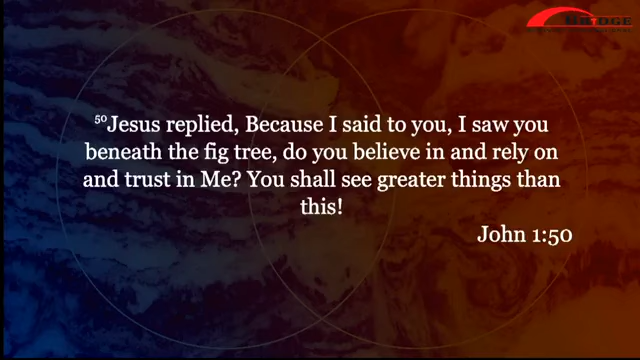 BRIDGE
⁵⁰Jesus replied, Because I said to you, I saw you
beneath the fig tree, do you believe in and rely on
and trust in Me? You shall see greater things than
this!
John 1:50